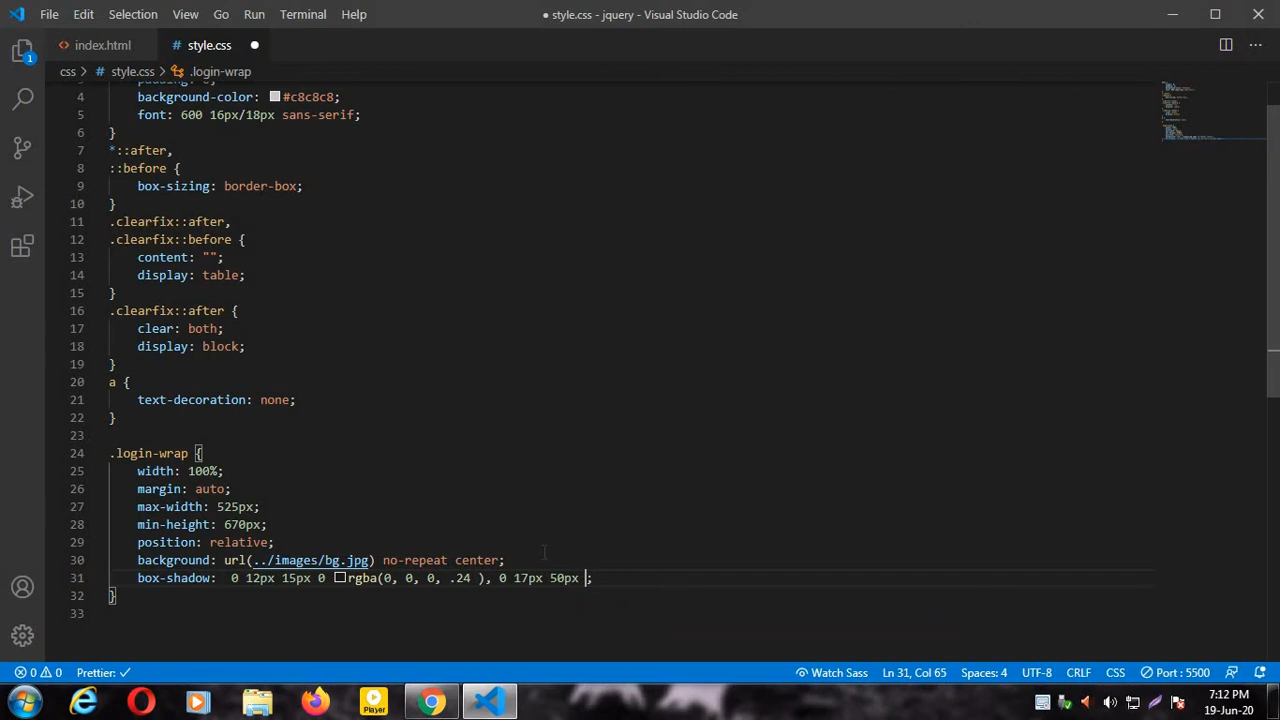 File Edit Selection View Go Run Terminal Help ● style.css - jquery - Visual Studio Code
index.html # style.css
css > # style.css > .login-wrap
4 background-color: #c8c8c8;
5 font: 600 16px/18px sans-serif;
6 }
7 *::after,
8 ::before {
9 box-sizing: border-box;
10 }
11 .clearfix::after,
12 .clearfix::before {
13 content: "";
14 display: table;
15 }
16 .clearfix::after {
17 clear: both;
18 display: block;
19 }
20 a {
21 text-decoration: none;
22 }
23
24 .login-wrap {
25 width: 100%;
26 margin: auto;
27 max-width: 525px;
28 min-height: 670px;
29 position: relative;
30 background: url(../images/bg.jpg) no-repeat center;
31 box-shadow: 0 12px 15px 0 rgba(0, 0, 0, .24 ), 0 17px 50px ;
32 }
33
1
0 0 Prettier: ✓ Watch Sass Ln 31, Col 65 Spaces: 4 UTF-8 CRLF CSS Port : 5500
Player
7:12 PM
19-Jun-20